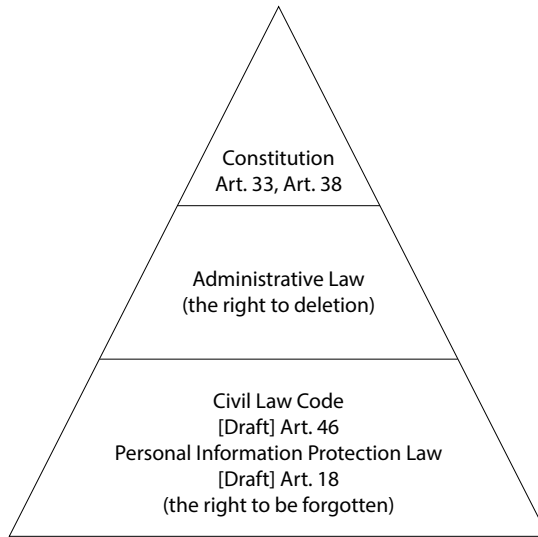 Constitution
Art. 33, Art. 38
Administrative Law
(the right to deletion)
Civil Law Code
[Draft] Art. 46
Personal Information Protection Law
[Draft] Art. 18
(the right to be forgotten)